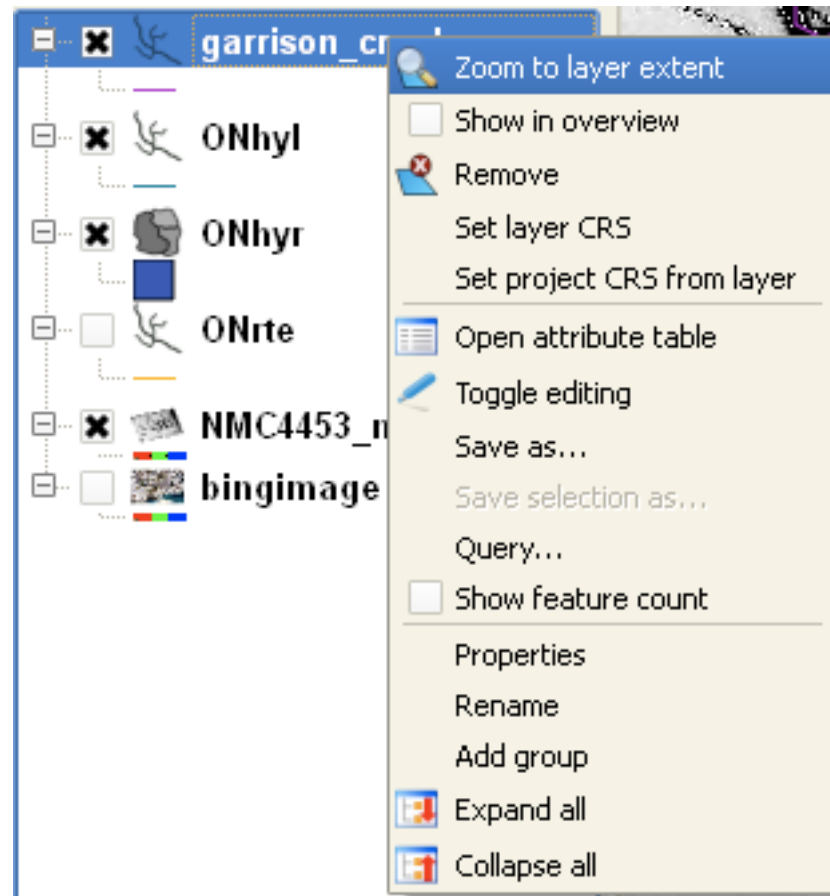 garrison_cr
Zoom to layer extent
Show in overview
ONhyl
Remove
ONhyr
Set layer CRS
Set project CRS from layer
ONrte
Open attribute table
Toggle editing
NMC4453_
Save as...
bingimage
Save selection as...
Query...
Show feature count
Properties
Rename
Add group
Expand all
Collapse all